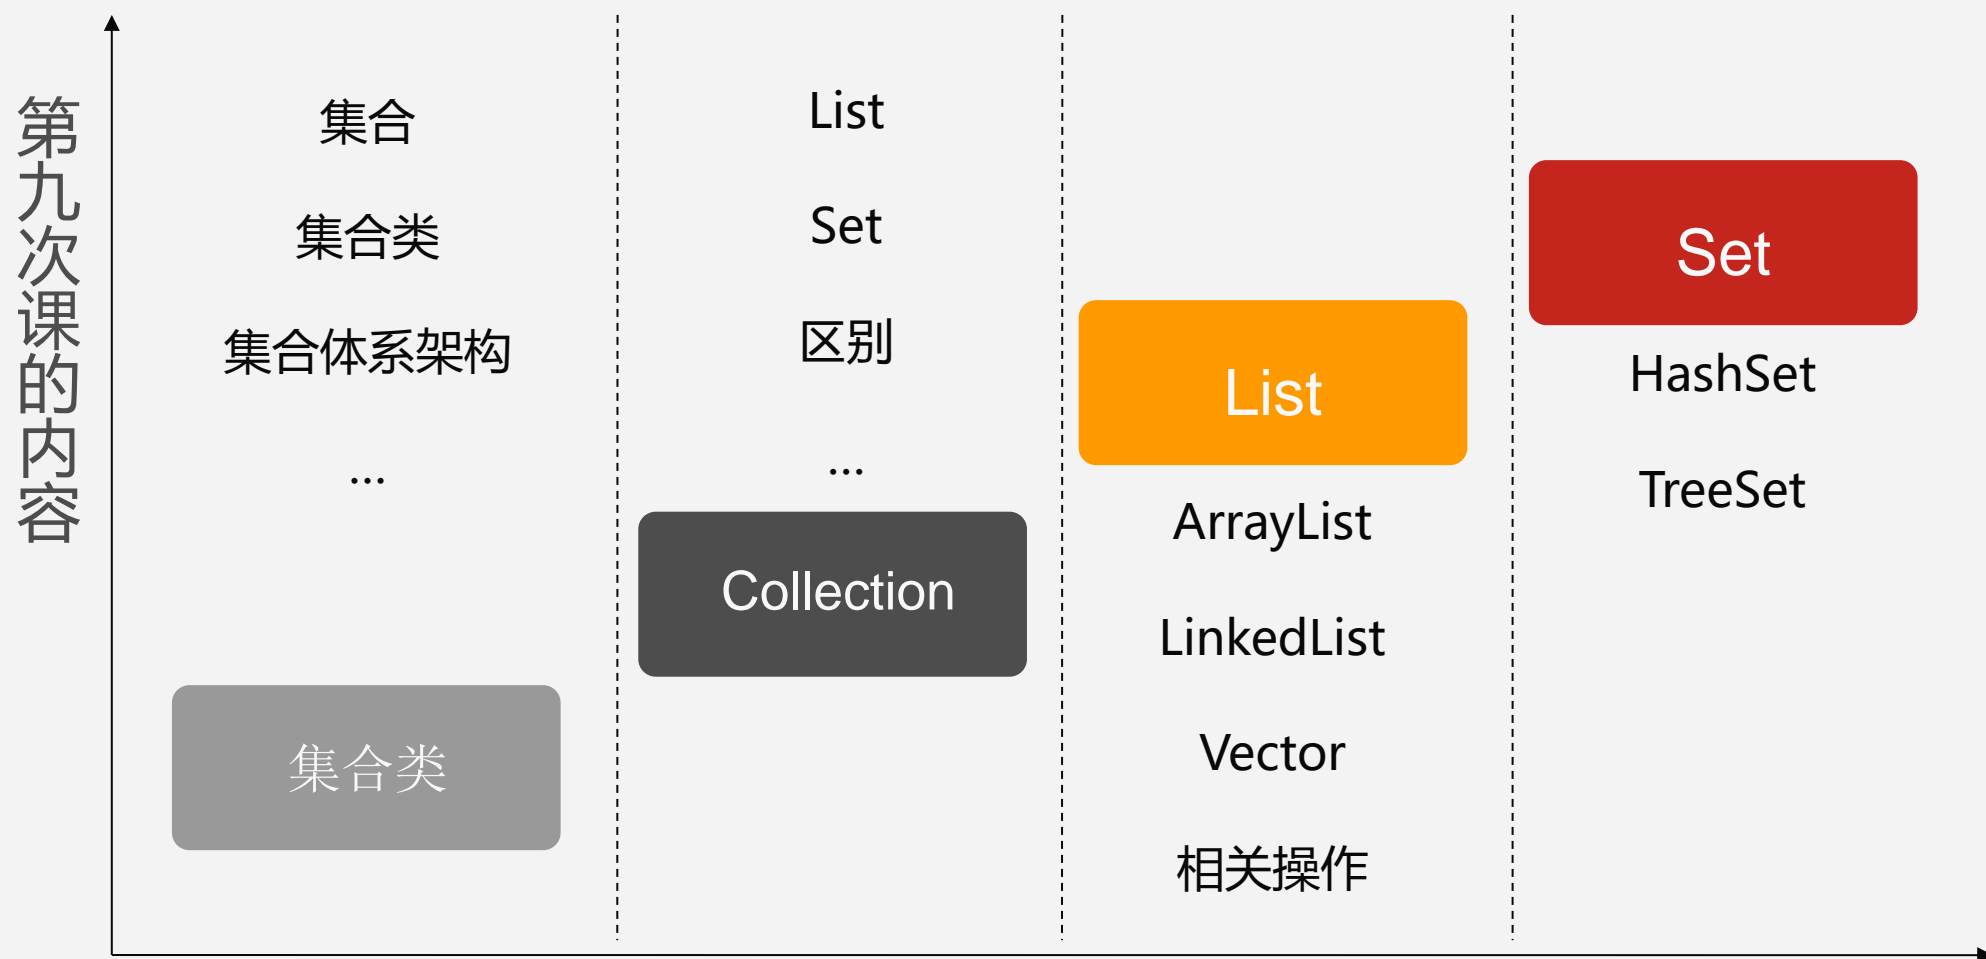 第九次课的内容
集合
集合类
集合体系架构
...
集合类
List
Set
区别
...
Collection
List
ArrayList
LinkedList
Vector
相关操作
Set
HashSet
TreeSet